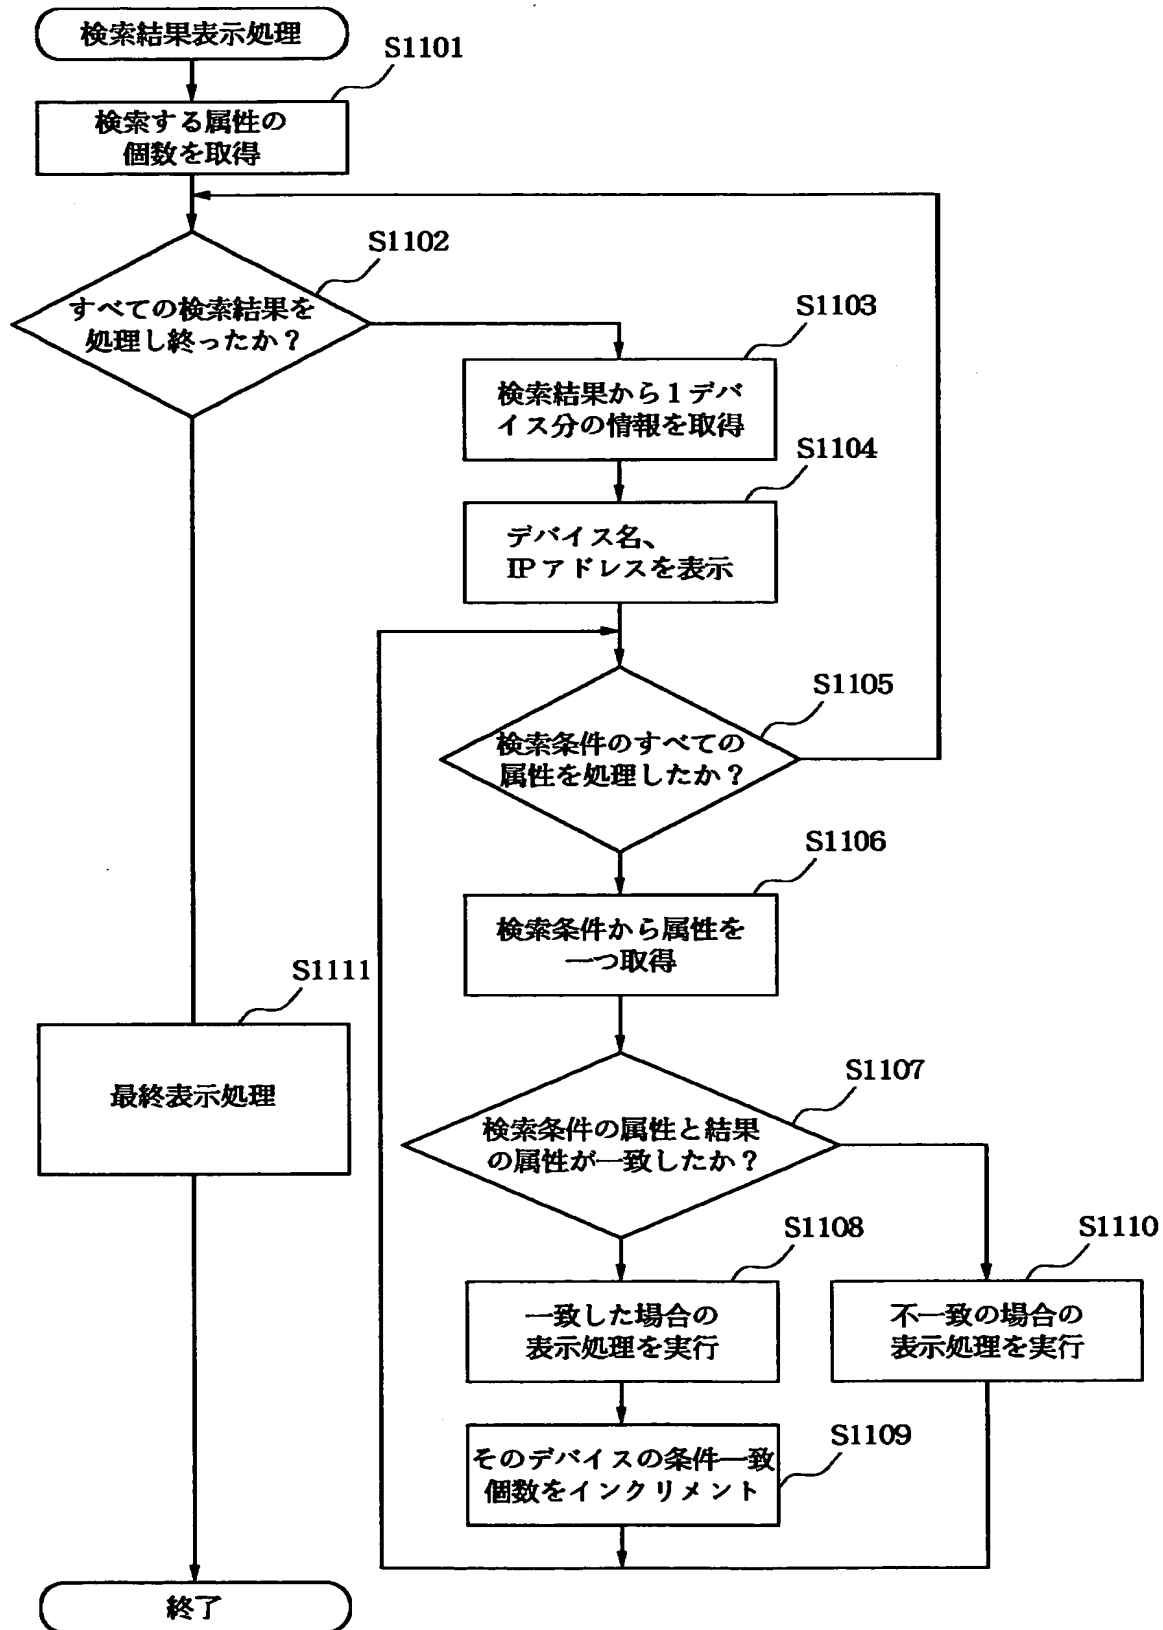 検索結果表示処理
S1101
検索する属性の
個数を取得
S1102
すべての検索結果を
処理し終ったか？
S1103
検索結果から１デバ
イス分の情報を取得
S1104
デバイス名、
IPアドレスを表示
S1105
検索条件のすべての
属性を処理したか？
S1106
検索条件から属性を
一つ取得
S1111
最終表示処理
S1107
検索条件の属性と結果
の属性が一致したか？
S1108
一致した場合の
表示処理を実行
S1110
不一致の場合の
表示処理を実行
S1109
そのデバイスの条件一致
個数をインクリメント
終了